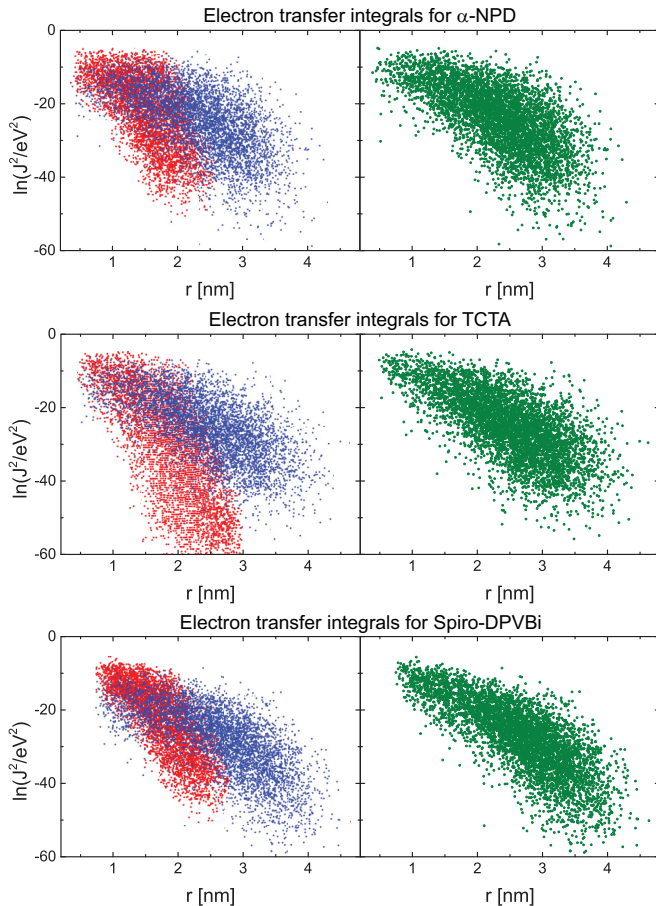 Electron transfer integrals for α-NPD
ln(J²/eV²)
-20
-40
-60
1 2 3 4 1 2 3 4
r [nm] r [nm]
Electron transfer integrals for TCTA
0
ln(J²/eV²)
-20
-40
-60
1 2 3 4 1 2 3 4
r [nm] r [nm]
Electron transfer integrals for Spiro-DPVBi
0
ln(J²/eV²)
-20
-40
-60
1 2 3 4 1 2 3 4
r [nm] r [nm]